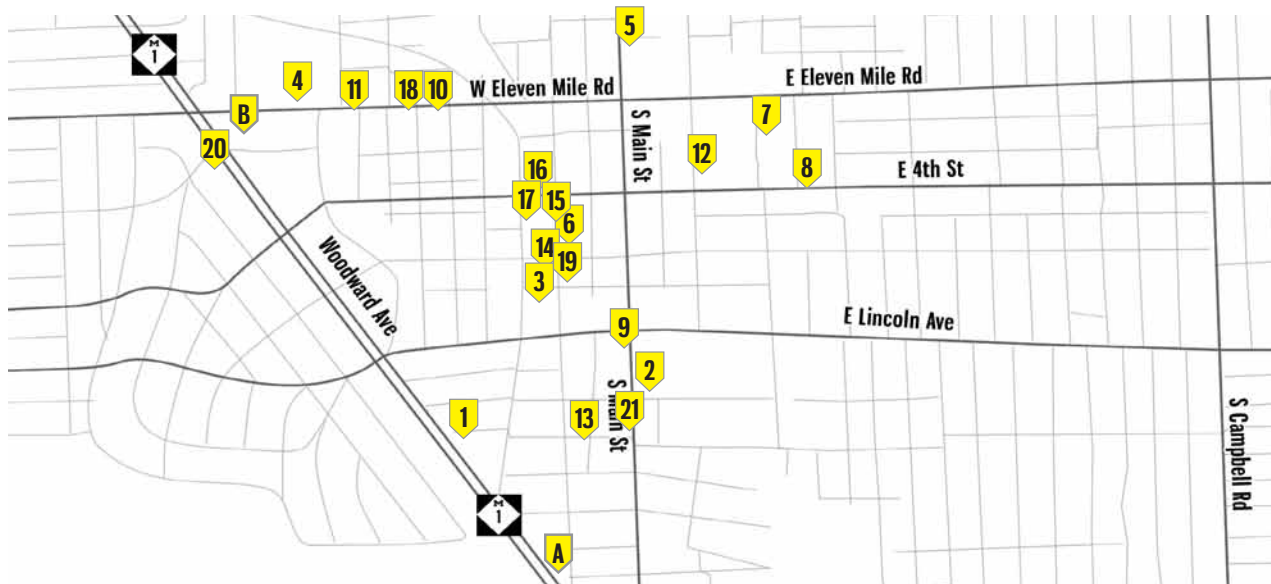 5
M
1
4
11
18
10
W Eleven Mile Rd
E Eleven Mile Rd
B
7
20
S Main St
12
16
8
E 4th St
17
15
6
14
19
3
Woodward Ave
9
E Lincoln Ave
2
1
13
21
S Main St
S Campbell Rd
M
1
A